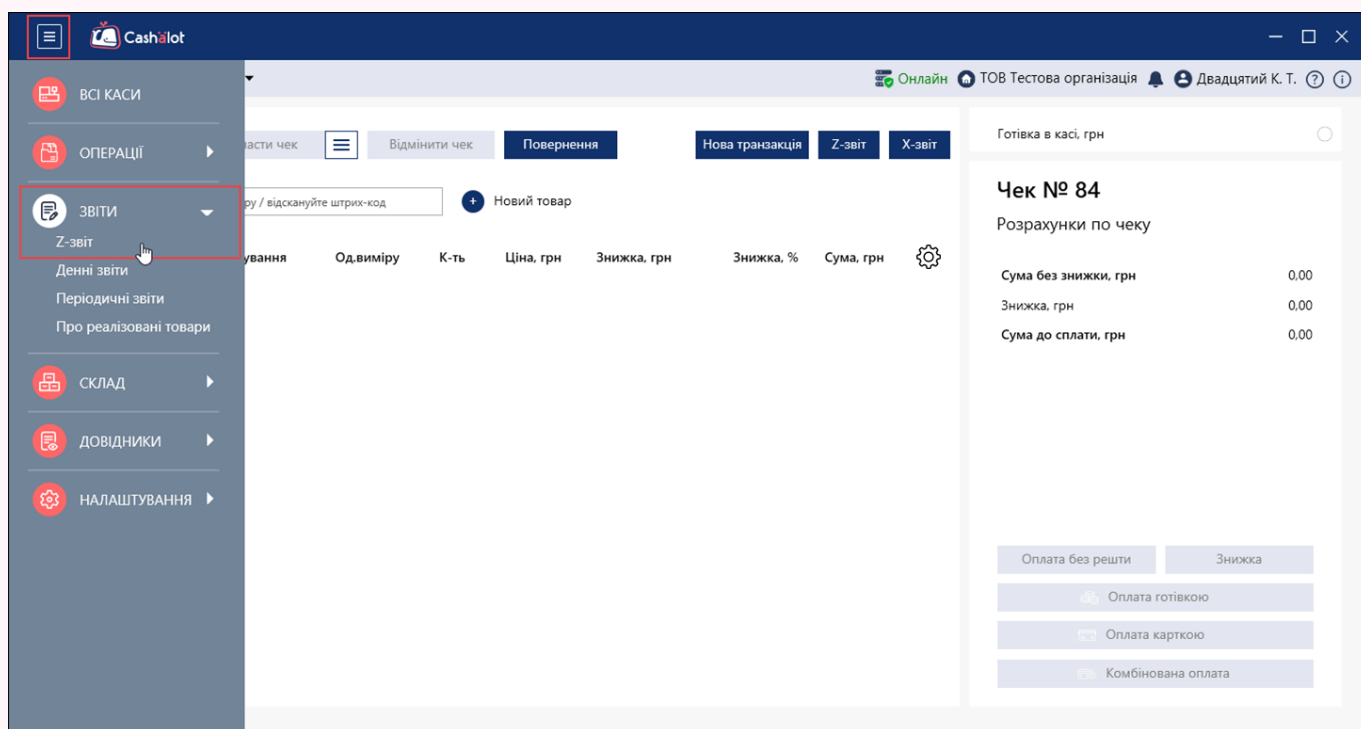 Cashalot
ВСІ КАСИ
ОПЕРАЦІЇ
ЗВІТИ
Z-звіт
Денні звіти
Періодичні звіти
Про реалізовані товари
СКЛАД
ДОВІДНИКИ
НАЛАШТУВАННЯ
Онлайн ТОВ Тестова організація Двадцятий К. Т.
чек Відмінити чек Повернення Нова транзакція Z-звіт X-звіт
/ відскануйте штрих-код Новий товар
Од.виміру К-ть Ціна, грн Знижка, грн Знижка, % Сума, грн
Готівка в касі, грн
Чек № 84
Розрахунки по чеку
Сума без знижки, грн 0,00
Знижка, грн 0,00
Сума до сплати, грн 0,00
Оплата без решти Знижка
Оплата готівкою
Оплата карткою
Комбінована оплата